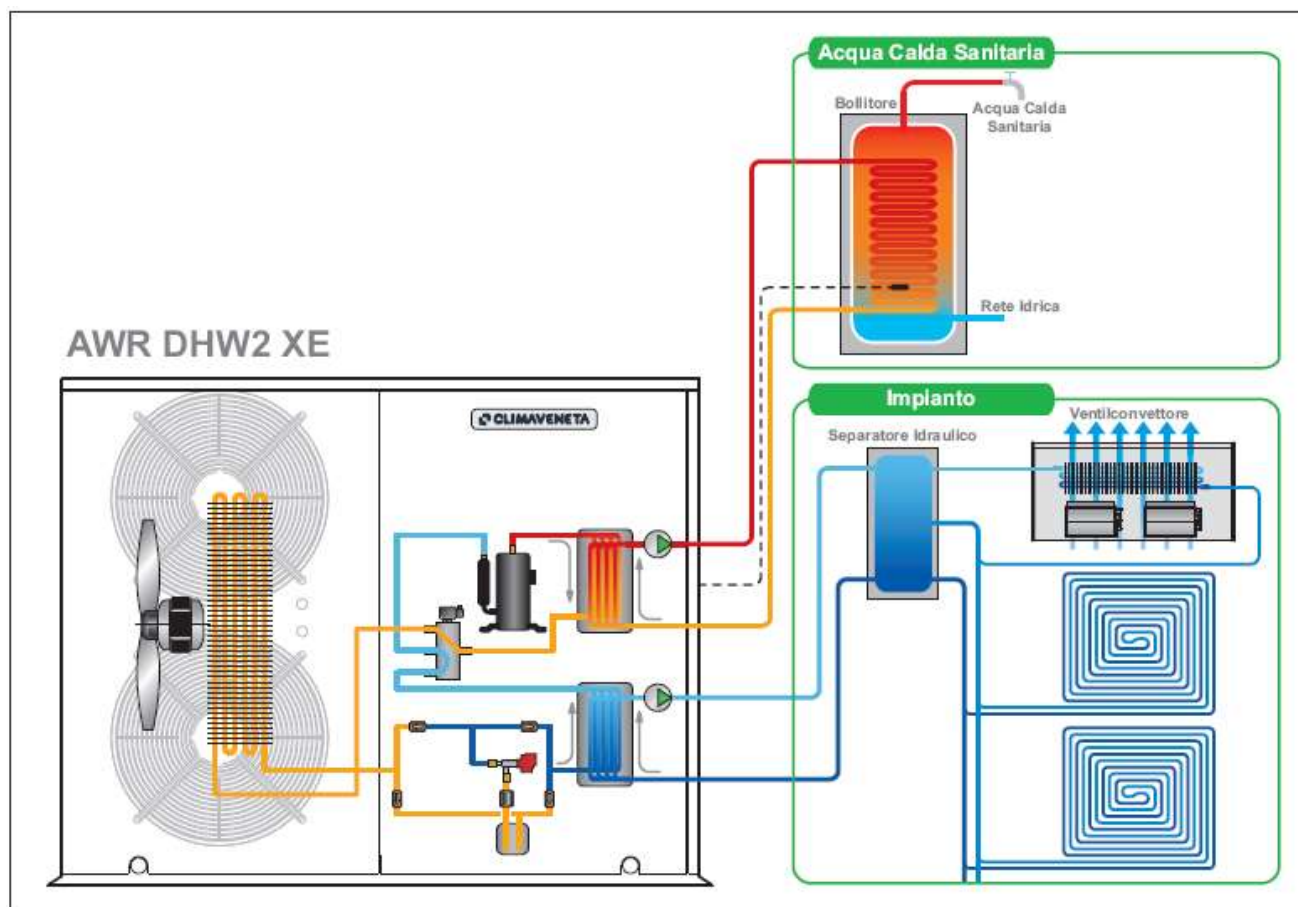 Acqua Calda Sanitaria
Bollitore
Acqua Calda
Sanitaria
Rete Idrica
AWR DHW2 XE
CLIMAVENETA
Impianto
Ventilconvettore
Separatore Idraulico